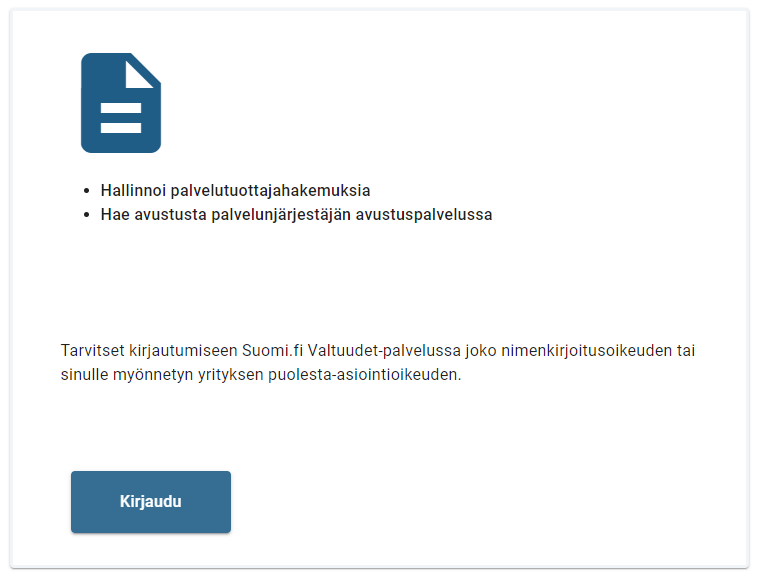 Hallinnoi palvelutuottajahakemuksia
Hae avustusta palvelunjärjestäjän avustuspalvelussa
Tarvitset kirjautumiseen Suomi.fi Valtuudet-palvelussa joko nimenkirjoitusoikeuden tai
sinulle myönnetyn yrityksen puolesta-asiointioikeuden.
Kirjaudu